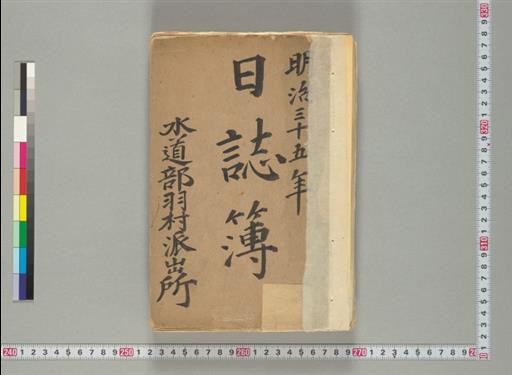 明治三十五年
日誌簿
水道部羽村派出所